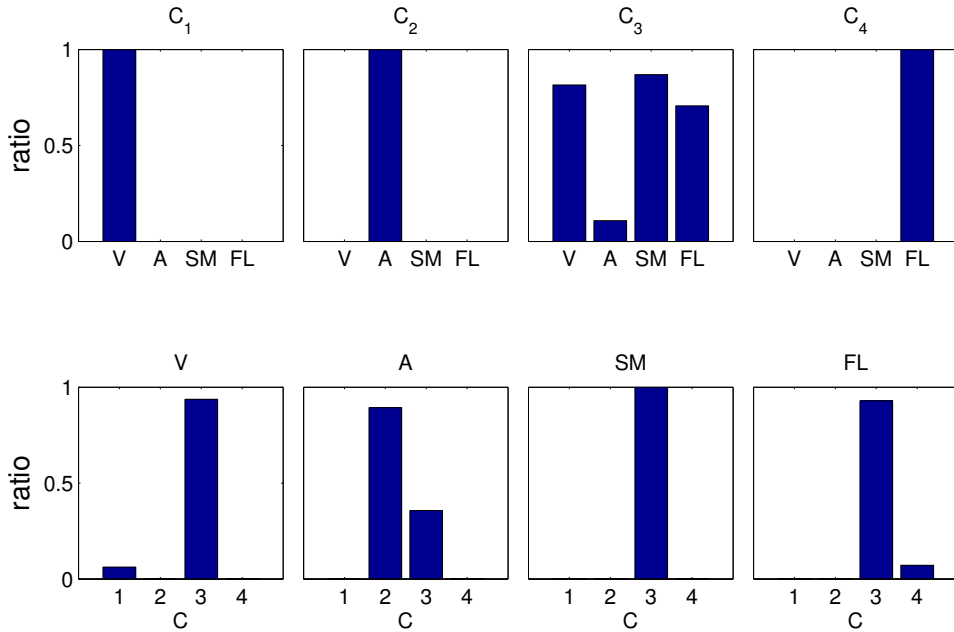 C1 C2 C3 C4
ratio
1
0.5
0
V A SM FL V A SM FL V A SM FL V A SM FL
V A SM FL
ratio
1
0.5
0
1 2 3 4 1 2 3 4 1 2 3 4 1 2 3 4
C C C C